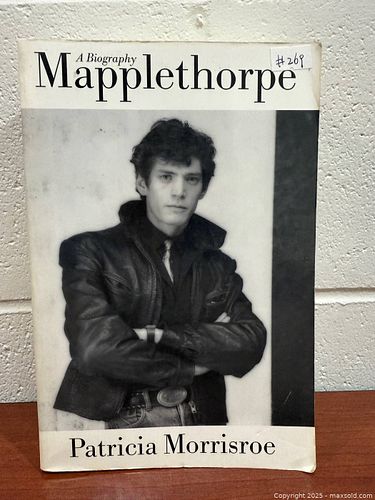 A Biography
#269
Mapplethorpe
Patricia Morrisroe
Copyright 2025 - maxsold.com